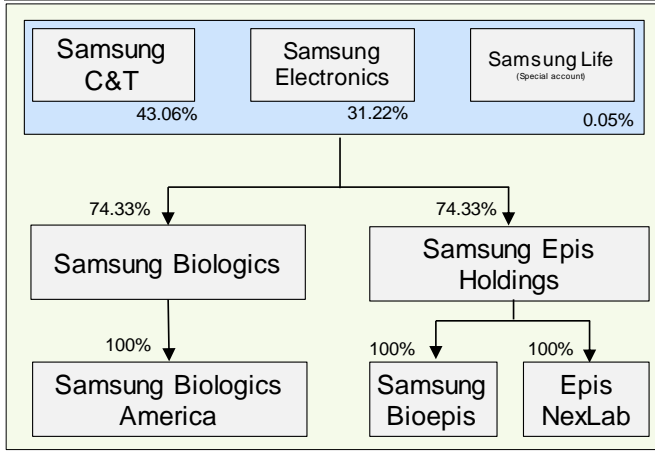 Samsung
C&T
43.06%
Samsung
Electronics
31.22%
Samsung Life
(Special account)
0.05%
74.33%
74.33%
Samsung Biologics
Samsung Epis
Holdings
100%
100%
100%
Samsung Biologics
America
Samsung
Bioepis
Epis
NexLab